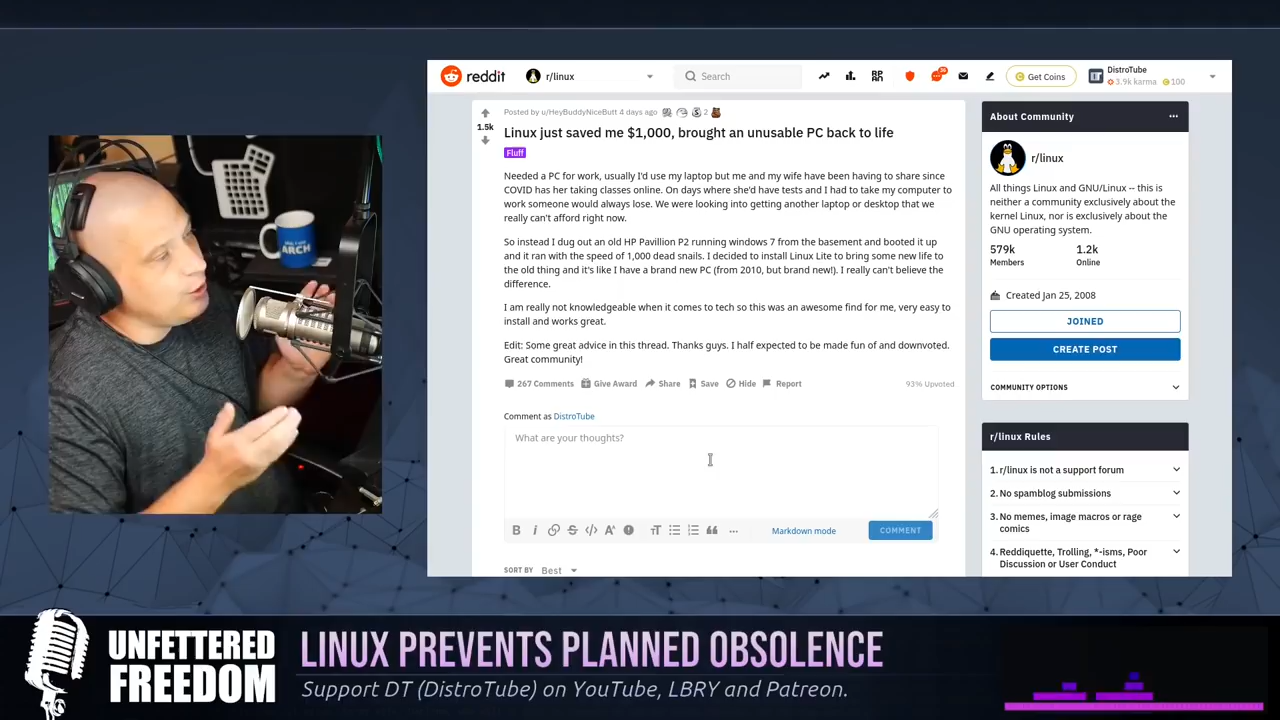 reddit
r/linux
Search
Get Coins
DistroTube
3.9k karma 100
Posted by u/HeyBuddyNiceButt 4 days ago 2
1.5k
Linux just saved me $1,000, brought an unusable PC back to life
Fluff
Needed a PC for work, usually I'd use my laptop but me and my wife have been having to share since
COVID has her taking classes online. On days where she'd have tests and I had to take my computer to
work someone would always lose. We were looking into getting another laptop or desktop that we
really can't afford right now.
So instead I dug out an old HP Pavillion P2 running windows 7 from the basement and booted it up
and it ran with the speed of 1,000 dead snails. I decided to install Linux Lite to bring some new life to
the old thing and it's like I have a brand new PC (from 2010, but brand new!). I really can't believe the
difference.
I am really not knowledgeable when it comes to tech so this was an awesome find for me, very easy to
install and works great.
Edit: Some great advice in this thread. Thanks guys. I half expected to be made fun of and downvoted.
Great community!
267 Comments Give Award Share Save Hide Report 93% Upvoted
Comment as DistroTube
What are your thoughts?
Markdown mode
COMMENT
SORT BY Best
About Community
r/linux
All things Linux and GNU/Linux -- this is
neither a community exclusively about the
kernel Linux, nor is exclusively about the
GNU operating system.
579k 1.2k
Members Online
Created Jan 25, 2008
JOINED
CREATE POST
COMMUNITY OPTIONS
r/linux Rules
1. r/linux is not a support forum
2. No spamblog submissions
3. No memes, image macros or rage
comics
4. Reddiquette, Trolling, *-isms, Poor
Discussion or User Conduct
ARCH
UNFETTERED
FREEDOM
LINUX PREVENTS PLANNED OBSOLENCE
Support DT (DistroTube) on YouTube, LBRY and Patreon.